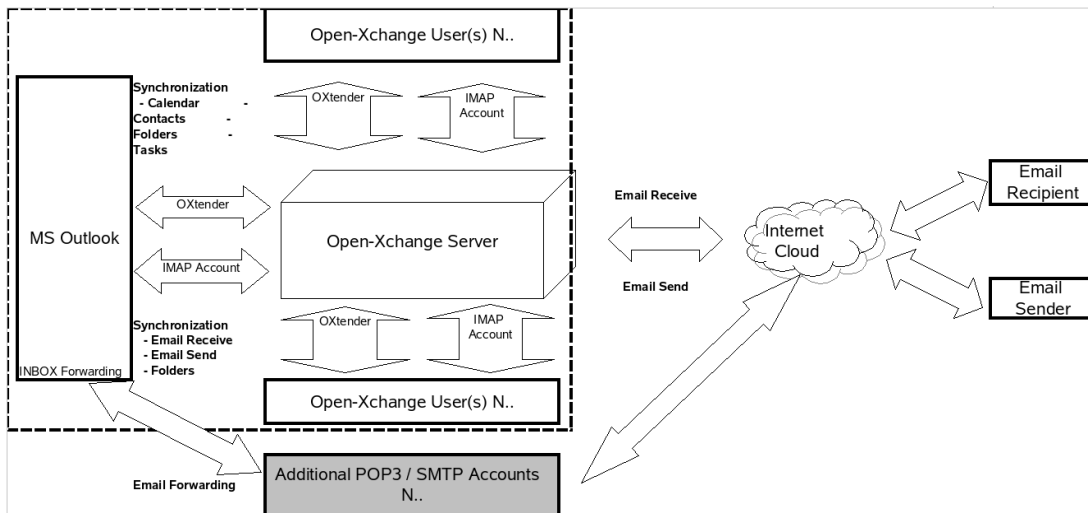 Open-Xchange User(s) N..
Synchronization
- Calendar -
Contacts -
Folders -
Tasks
OXtender
IMAP
Account
MS Outlook
OXtender
IMAP Account
Open-Xchange Server
Email Receive
Email Send
Internet
Cloud
Email
Recipient
Email
Sender
Synchronization
- Email Receive
- Email Send
- Folders
OXtender
IMAP
Account
INBOX Forwarding
Open-Xchange User(s) N..
Email Forwarding
Additional POP3 / SMTP Accounts
N..